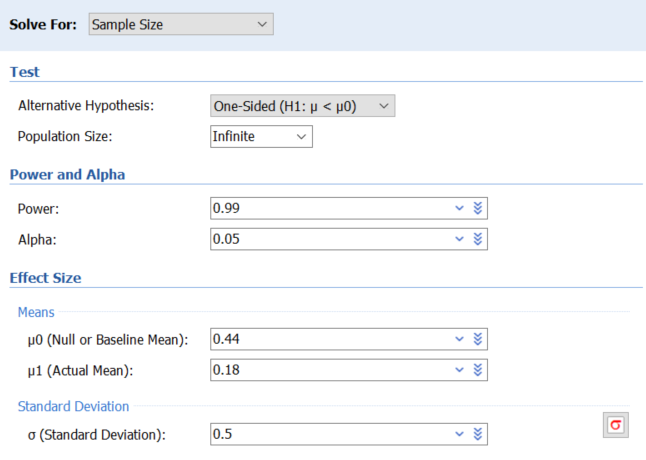 Solve For: Sample Size
Test
Alternative Hypothesis: One-Sided (H1: μ < μ0)
Population Size: Infinite
Power and Alpha
Power: 0.99
Alpha: 0.05
Effect Size
Means
μ0 (Null or Baseline Mean): 0.44
μ1 (Actual Mean): 0.18
Standard Deviation
σ
σ (Standard Deviation): 0.5